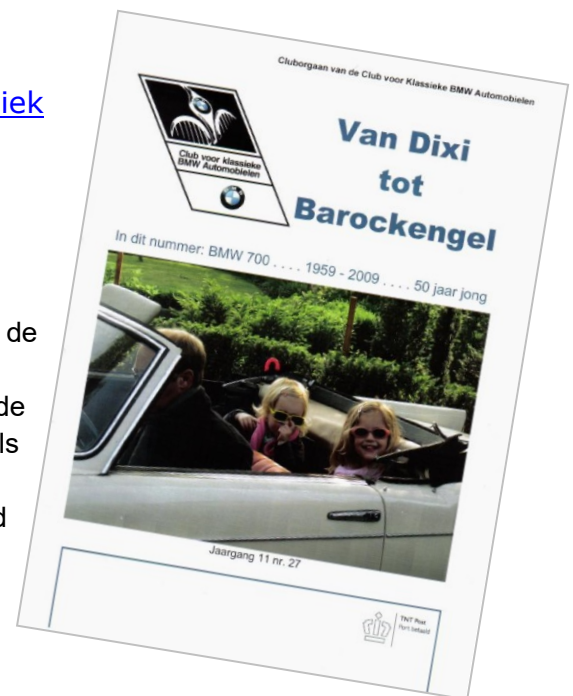 iek
de
de
ls
d
Cluborgaan van de Club voor Klassieke BMW Automobielen
Club voor klassieke
BMW Automobielen
Van Dixi
tot
Barockengel
In dit nummer: BMW 700 . . . . 1959 - 2009 . . . . 50 jaar jong
Jaargang 11 nr. 27
TNT Post
Port betaald